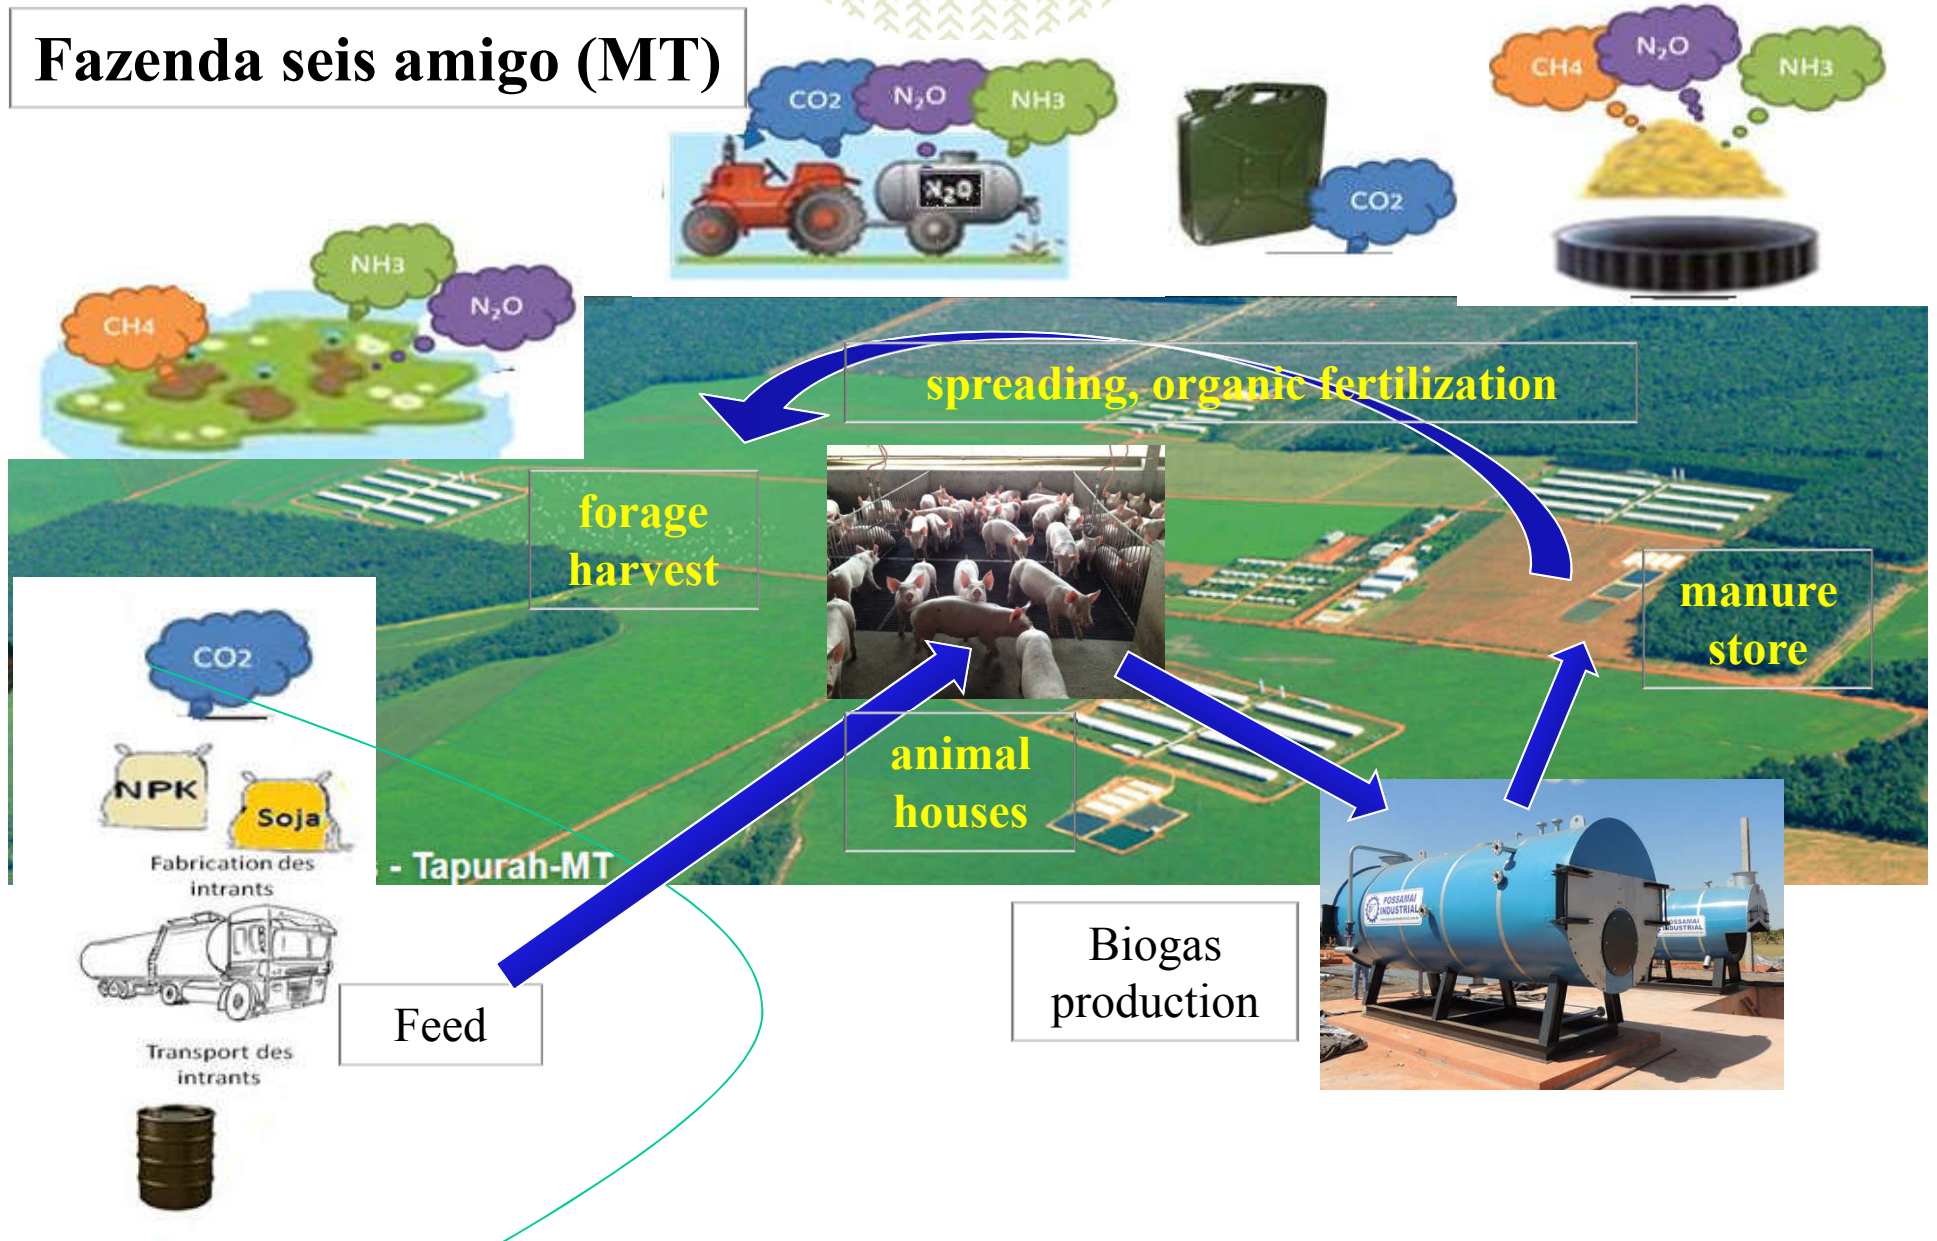 Fazenda seis amigo (MT)
CO2
N₂O
NH3
N₂O
CO2
CH4
N₂O
NH3
CH4
NH3
N₂O
spreading, organic fertilization
forage
harvest
manure
store
animal
houses
CO2
NPK
Soja
Fabrication des
intrants
- Tapurah-MT
Transport des
intrants
Feed
Biogas
production
POSSAMAI
INDUSTRIAL
POSSAMAI
INDUSTRIAL